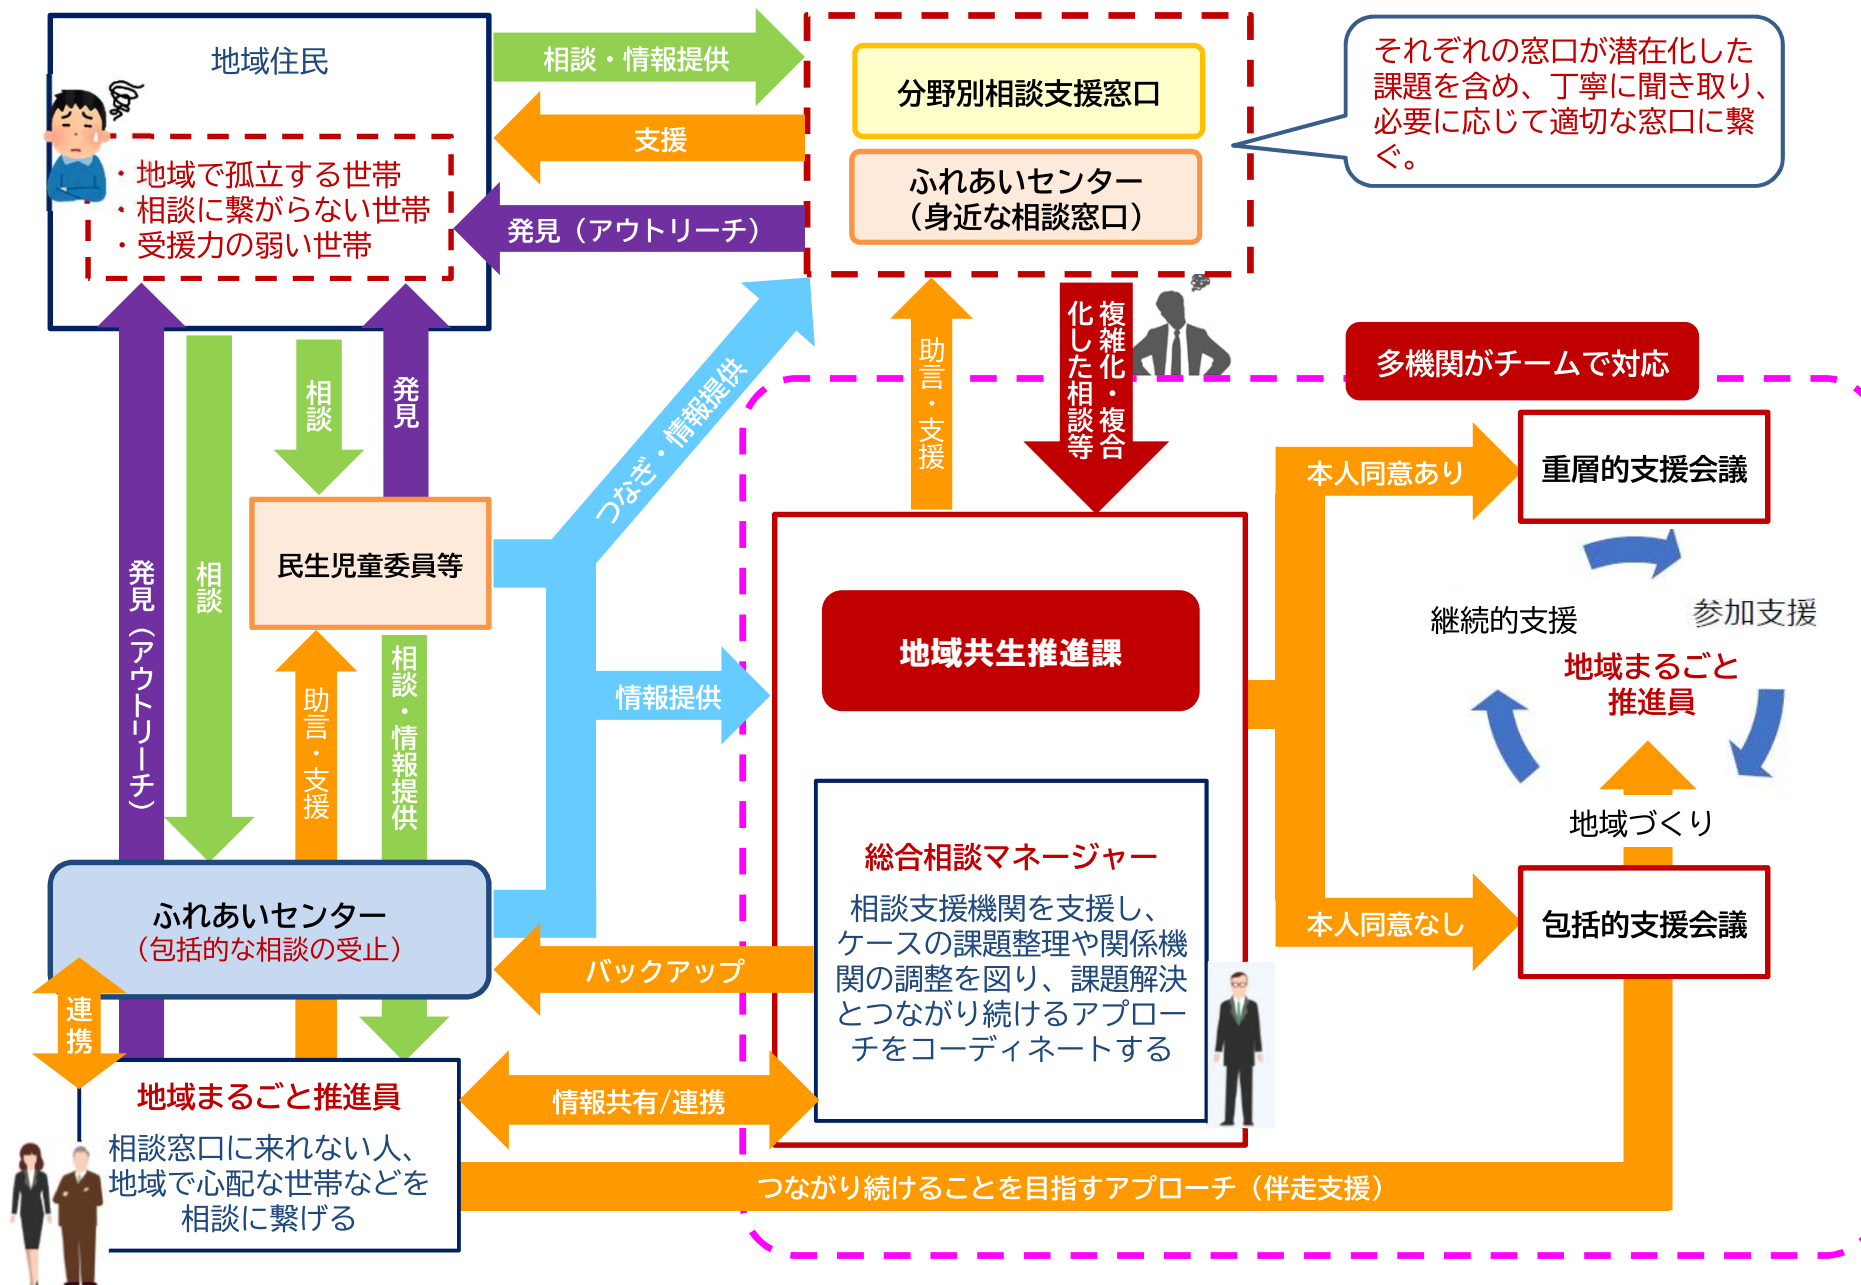 地域住民
・地域で孤立する世帯
・相談に繋がらない世帯
・受援力の弱い世帯
相談・情報提供
支援
発見（アウトリーチ）
分野別相談支援窓口
ふれあいセンター
（身近な相談窓口）
それぞれの窓口が潜在化した
課題を含め、丁寧に聞き取り、
必要に応じて適切な窓口に繋
ぐ。
発見（アウトリーチ）
相談
相談
発見
つなぎ・情報提供
助言・支援
複雑化・複合
化した相談等
多機関がチームで対応
民生児童委員等
助言・支援
相談・情報提供
情報提供
地域共生推進課
本人同意あり
重層的支援会議
継続的支援
参加支援
地域まるごと
推進員
地域づくり
本人同意なし
包括的支援会議
ふれあいセンター
（包括的な相談の受止）
バックアップ
総合相談マネージャー
相談支援機関を支援し、
ケースの課題整理や関係機
関の調整を図り、課題解決
とつながり続けるアプロー
チをコーディネートする
連携
情報共有/連携
地域まるごと推進員
相談窓口に来れない人、
地域で心配な世帯などを
相談に繋げる
つながり続けることを目指すアプローチ（伴走支援）